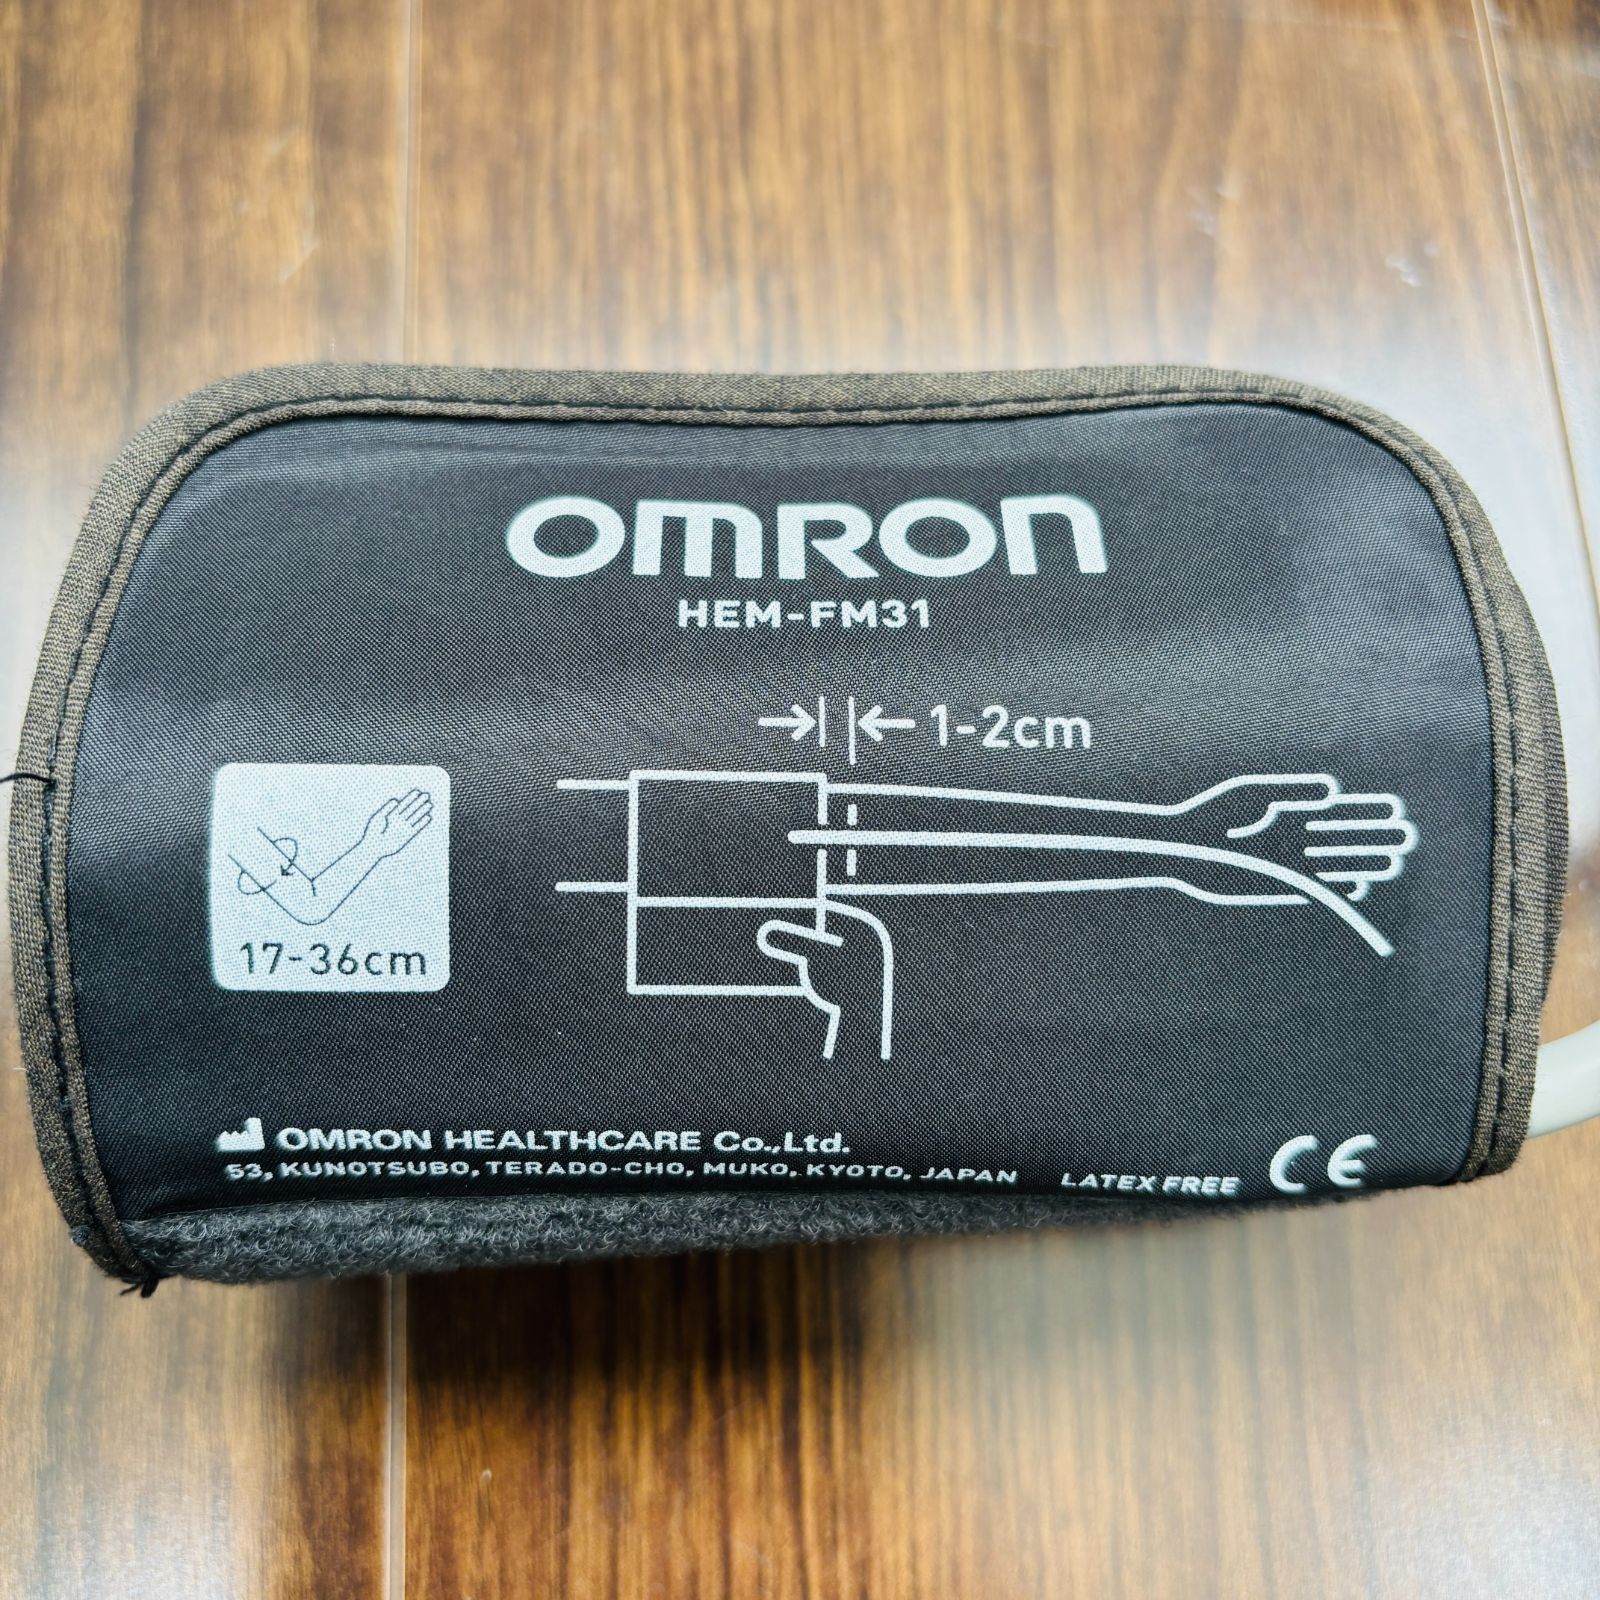 OMRON
HEM-FM31
1-2cm
17-36cm
OMRON HEALTHCARE Co.,Ltd.
53, KUNOTSUBO, TERADO-CHO, MUKO, KYOTO, JAPAN
LATEX FREE
CE